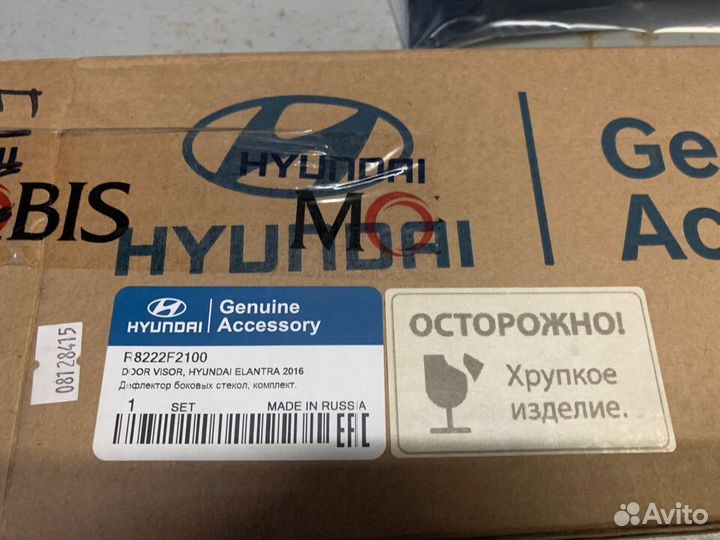 HYUNDAI
HYUNDAI
Ge
Ac
BIS
M
HYUNDAI
Genuine
Accessory
R8222F2100
DOOR VISOR, HYUNDAI ELANTRA 2016
Дефлектор боковых стекол, комплект.
1 SET MADE IN RUSSIA
EAC
08128415
ОСТОРОЖНО!
Хрупкое
изделие.
Avito